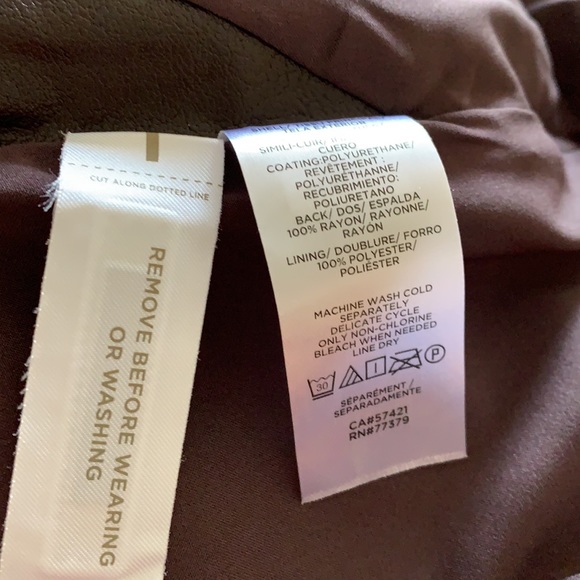 CUT ALONG DOTTED LINE
REMOVE BEFORE WEARING
OR WASHING
TELA EXTERIOR
SIMILI-CUIR/
CUERO
COATING:POLYURETHANE/
REVÊTEMENT :
POLYURÉTHANNE/
RECUBRIMIENTO:
POLIURETANO
BACK/ DOS/ ESPALDA
100% RAYON/ RAYONNE/
RAYÓN
LINING/ DOUBLURE/ FORRO
100% POLYESTER/
POLIÉSTER
MACHINE WASH COLD
SEPARATELY
DELICATE CYCLE
ONLY NON-CHLORINE
BLEACH WHEN NEEDED
LINE DRY
30 P
SÉPARÉMENT/
SEPARADAMENTE
CA#57421
RN#77379